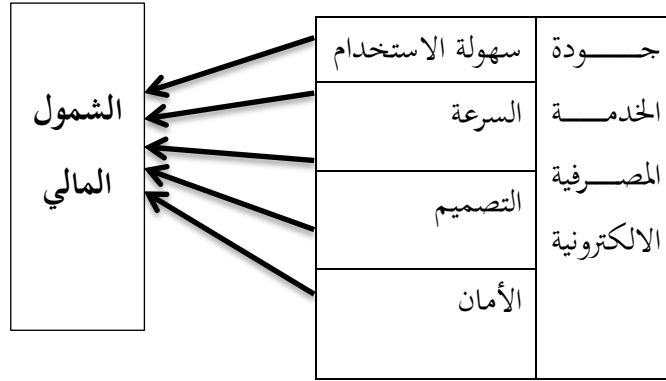 جودة
الخدمة
المصرفية
الالكترونية
سهولة الاستخدام
السرعة
التصميم
الأمان
الشمول
المالي